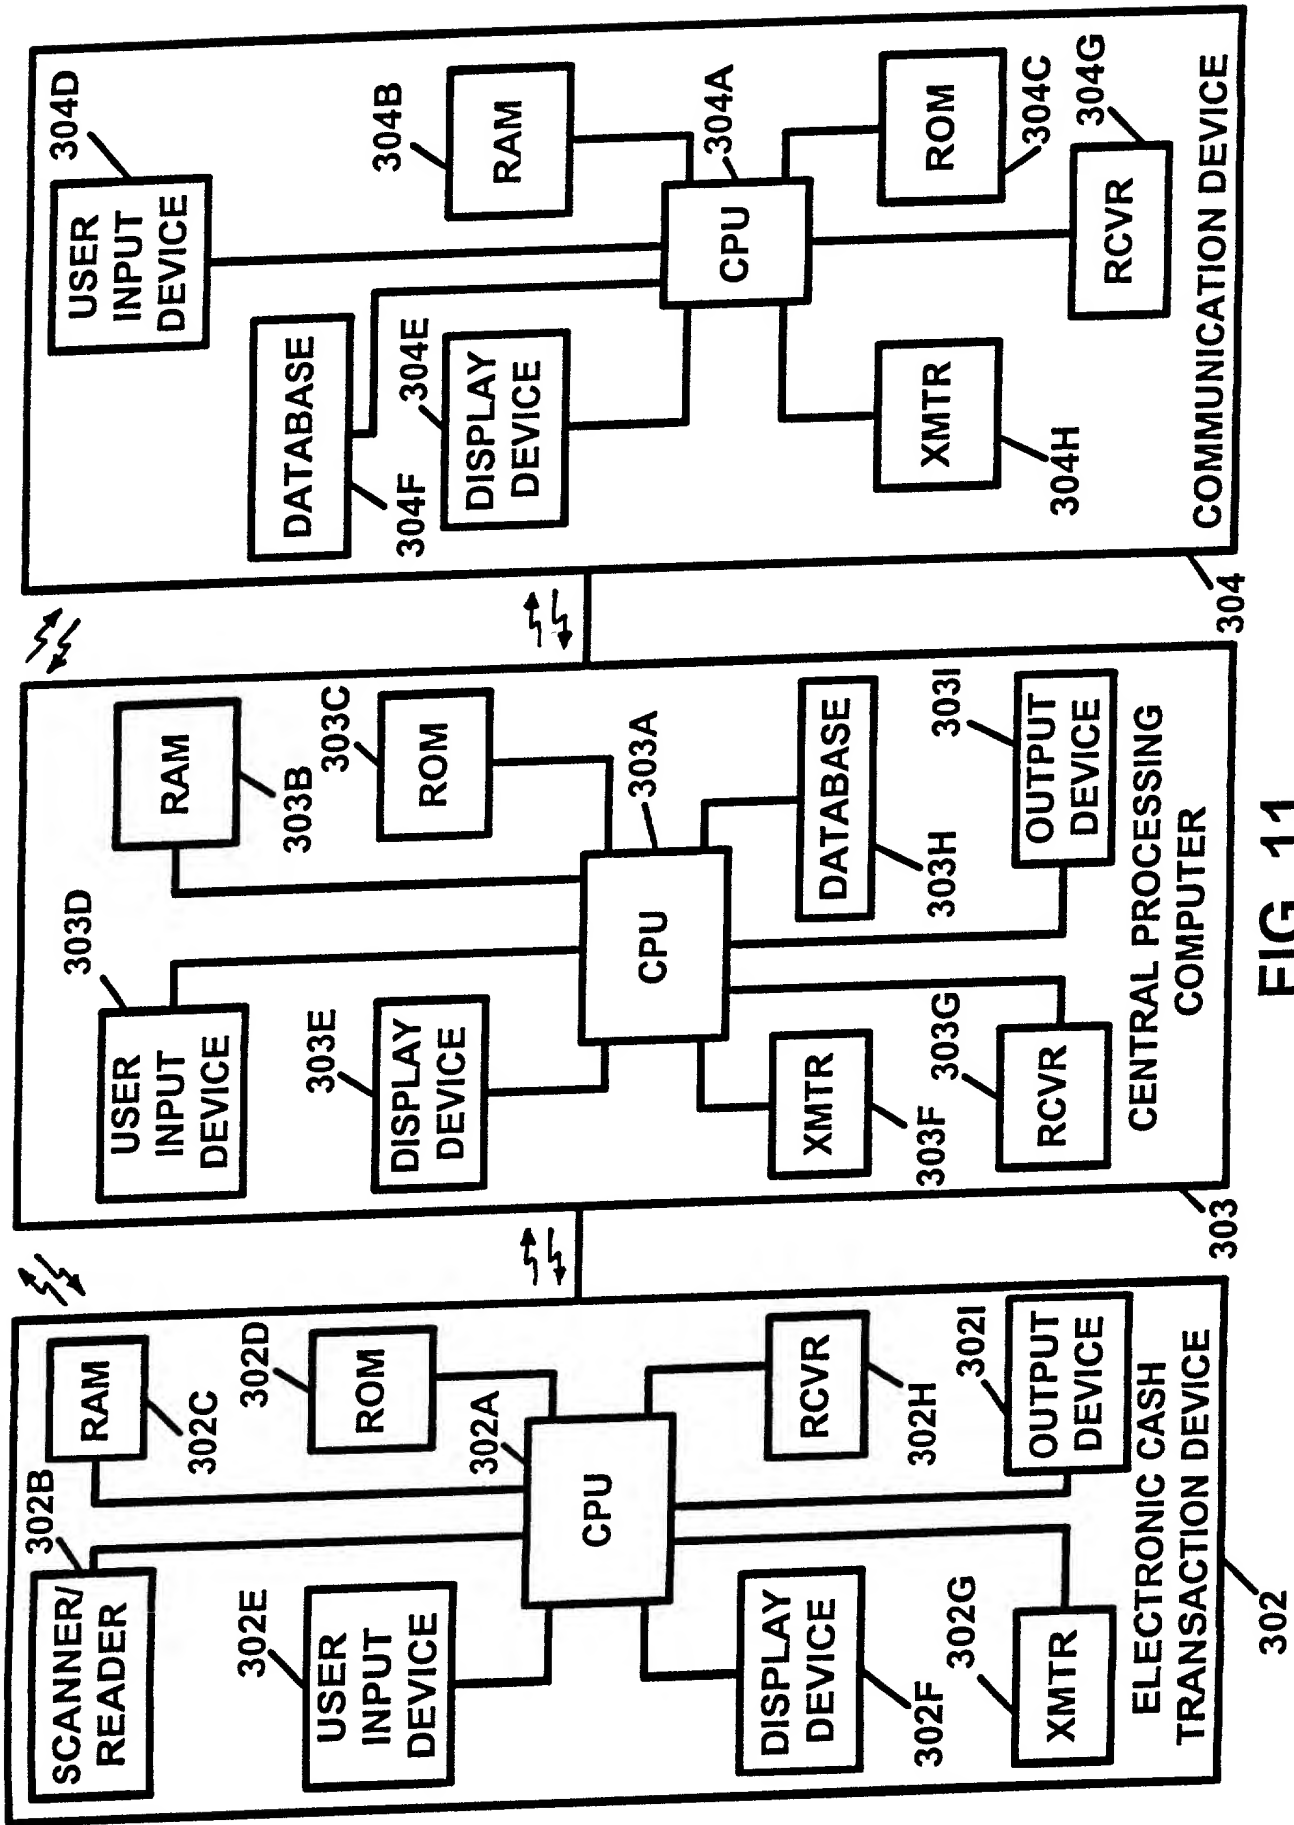 SCANNER/
READER
302B
RAM
302C
302E
USER
INPUT
DEVICE
302D
ROM
302A
CPU
DISPLAY
DEVICE
302F
RCVR
302H
302G
XMTR
302I
OUTPUT
DEVICE
ELECTRONIC CASH
TRANSACTION DEVICE
302
303D
USER
INPUT
DEVICE
RAM
303B
303E
DISPLAY
DEVICE
303C
ROM
303A
CPU
XMTR
303F
DATABASE
303H
303G
RCVR
303I
OUTPUT
DEVICE
CENTRAL PROCESSING
COMPUTER
303
304D
USER
INPUT
DEVICE
DATABASE
304F
304E
DISPLAY
DEVICE
304B
RAM
304A
CPU
XMTR
304H
ROM
304C
304G
RCVR
COMMUNICATION DEVICE
304
FIG. 11